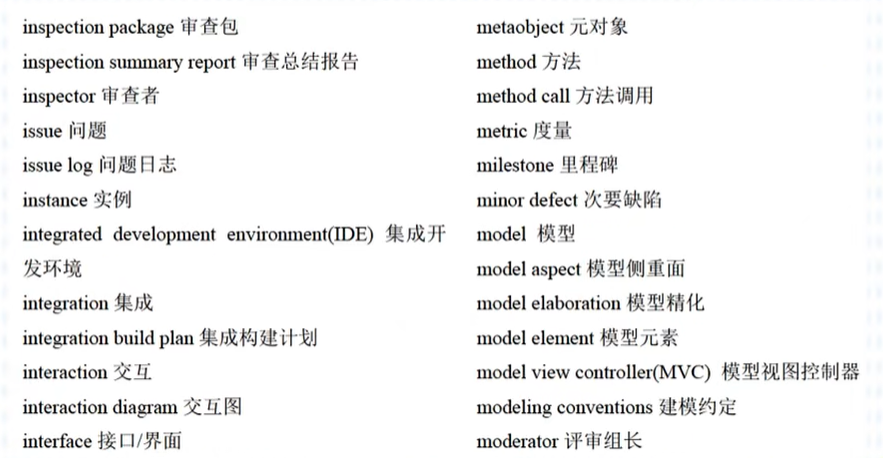 inspection package 审查包
inspection summary report 审查总结报告
inspector 审查者
issue 问题
issue log 问题日志
instance 实例
integrated development environment(IDE) 集成开
发环境
integration 集成
integration build plan 集成构建计划
interaction 交互
interaction diagram 交互图
interface 接口/界面
metaobject 元对象
method 方法
method call 方法调用
metric 度量
milestone 里程碑
minor defect 次要缺陷
model 模型
model aspect 模型侧重面
model elaboration 模型精化
model element 模型元素
model view controller(MVC) 模型视图控制器
modeling conventions 建模约定
moderator 评审组长